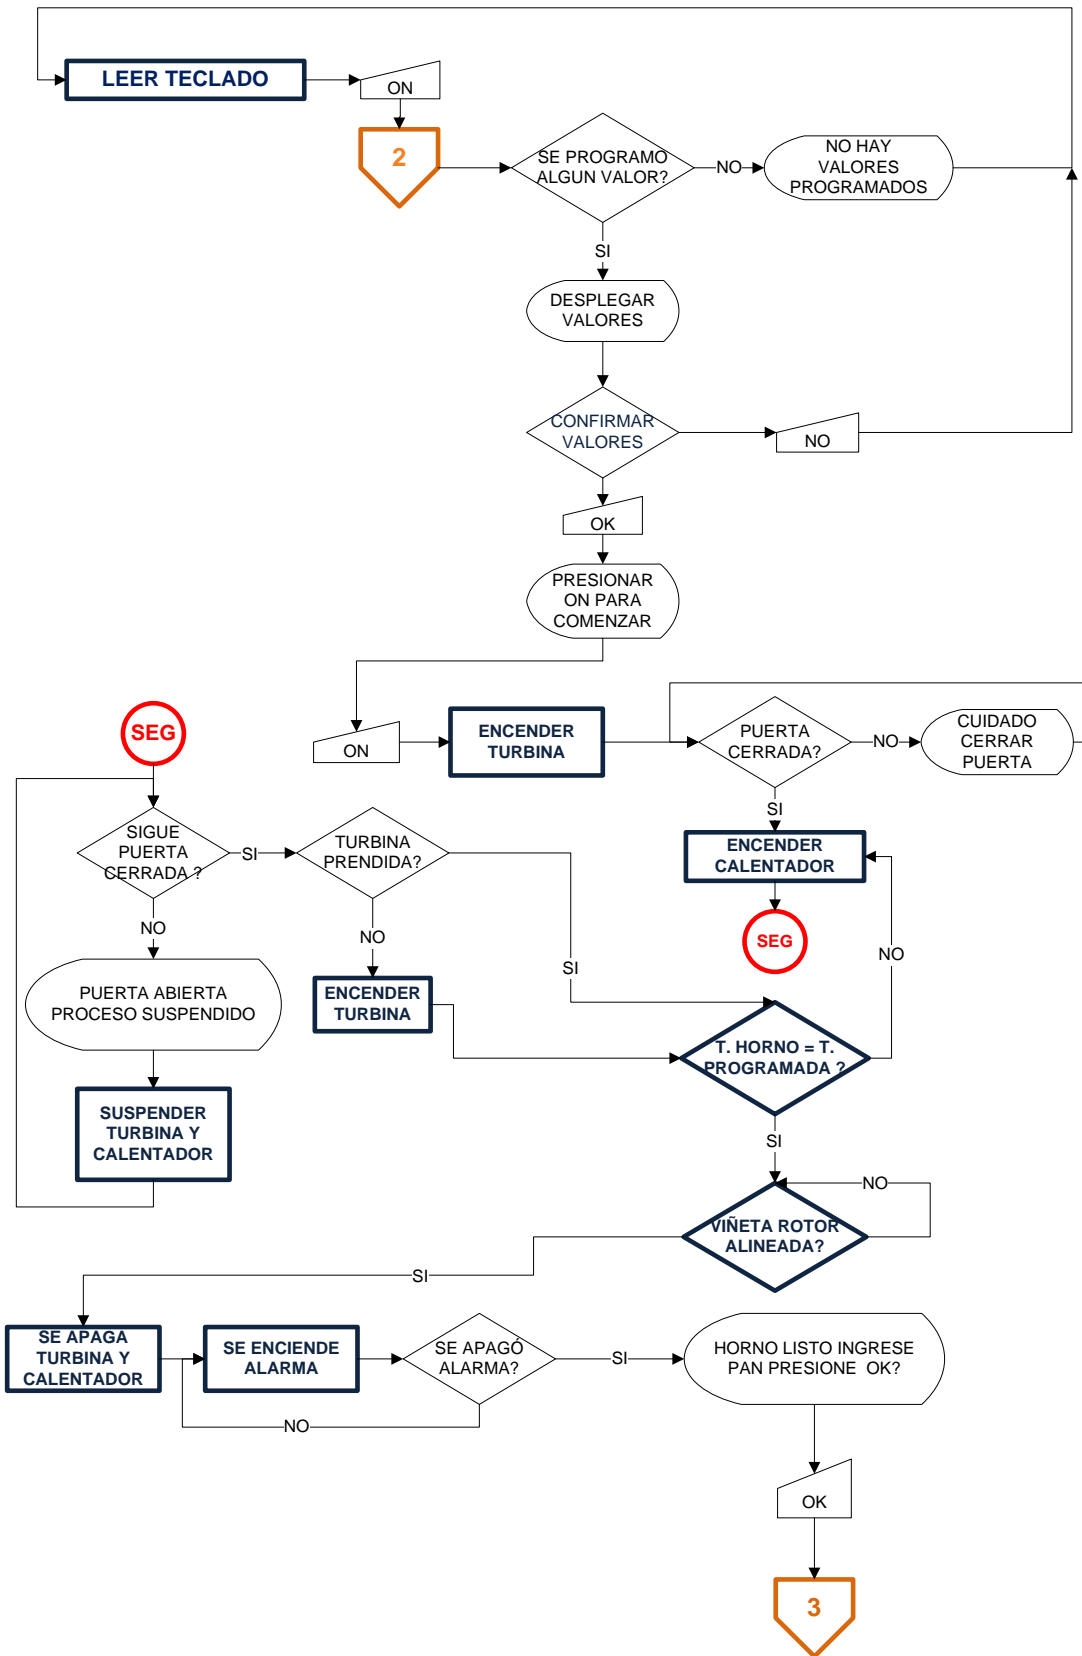 LEER TECLADO
ON
2
SE PROGRAMO
ALGUN VALOR?
NO
NO HAY
VALORES
PROGRAMADOS
SI
DESPLEGAR
VALORES
CONFIRMAR
VALORES
NO
OK
PRESIONAR
ON PARA
COMENZAR
ON
ENCENDER
TURBINA
PUERTA
CERRADA?
NO
CUIDADO
CERRAR
PUERTA
SI
ENCENDER
CALENTADOR
SEG
SEG
SIGUE
PUERTA
CERRADA ?
SI
TURBINA
PRENDIDA?
NO
NO
SI
NO
PUERTA ABIERTA
PROCESO SUSPENDIDO
ENCENDER
TURBINA
T. HORNO = T.
PROGRAMADA ?
SUSPENDER
TURBINA Y
CALENTADOR
SI
NO
VIÑETA ROTOR
ALINEADA?
SI
SE APAGA
TURBINA Y
CALENTADOR
SE ENCIENDE
ALARMA
SE APAGÓ
ALARMA?
SI
NO
HORNO LISTO INGRESE
PAN PRESIONE OK?
OK
3